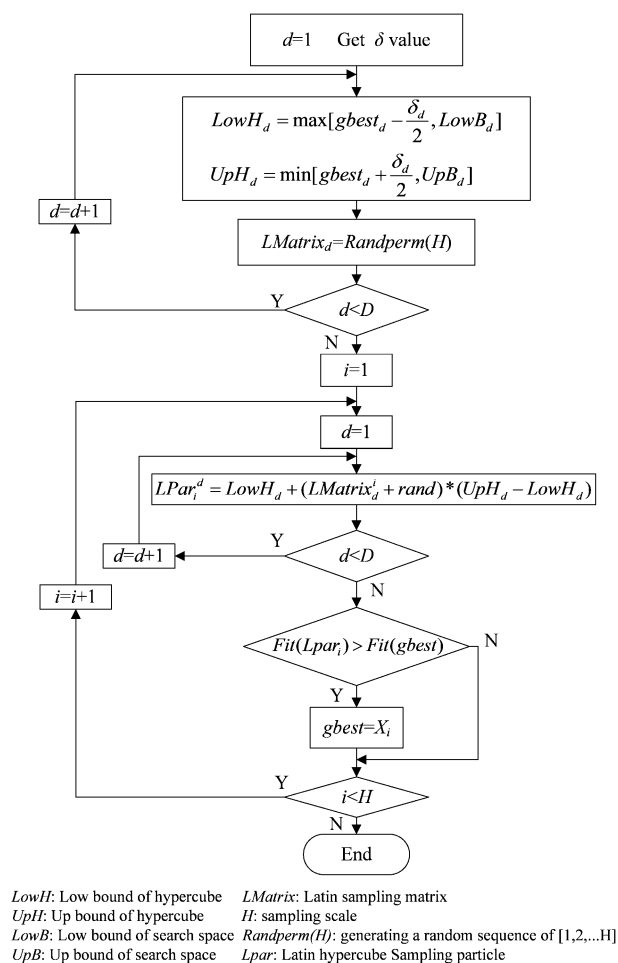 d=1 Get δ value
LowH_d = max[gbest_d − δ_d/2, LowB_d]
UpH_d = min[gbest_d + δ_d/2, UpB_d]
d=d+1
LMatrix_d=Randperm(H)
Y
d<D
N
i=1
d=1
LPar_i^d = LowH_d + (LMatrix_d^i + rand) * (UpH_d − LowH_d)
Y
d=d+1
d<D
i=i+1
N
Fit(Lpar_i) > Fit(gbest)
N
Y
gbest=X_i
Y
i<H
N
End
LowH: Low bound of hypercube LMatrix: Latin sampling matrix
UpH: Up bound of hypercube H: sampling scale
LowB: Low bound of search space Randperm(H): generating a random sequence of [1,2,...H]
UpB: Up bound of search space Lpar: Latin hypercube Sampling particle